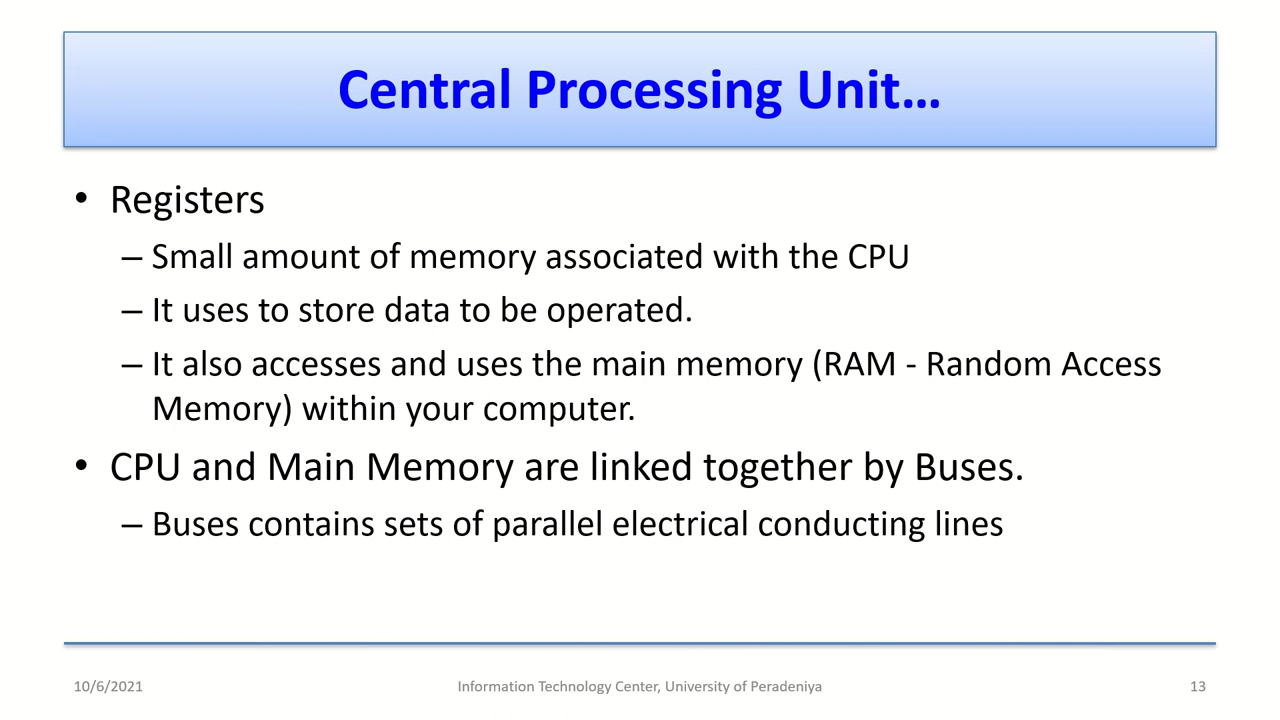 Central Processing Unit…
• Registers
– Small amount of memory associated with the CPU
– It uses to store data to be operated.
– It also accesses and uses the main memory (RAM - Random Access
Memory) within your computer.
• CPU and Main Memory are linked together by Buses.
– Buses contains sets of parallel electrical conducting lines
10/6/2021
Information Technology Center, University of Peradeniya
13